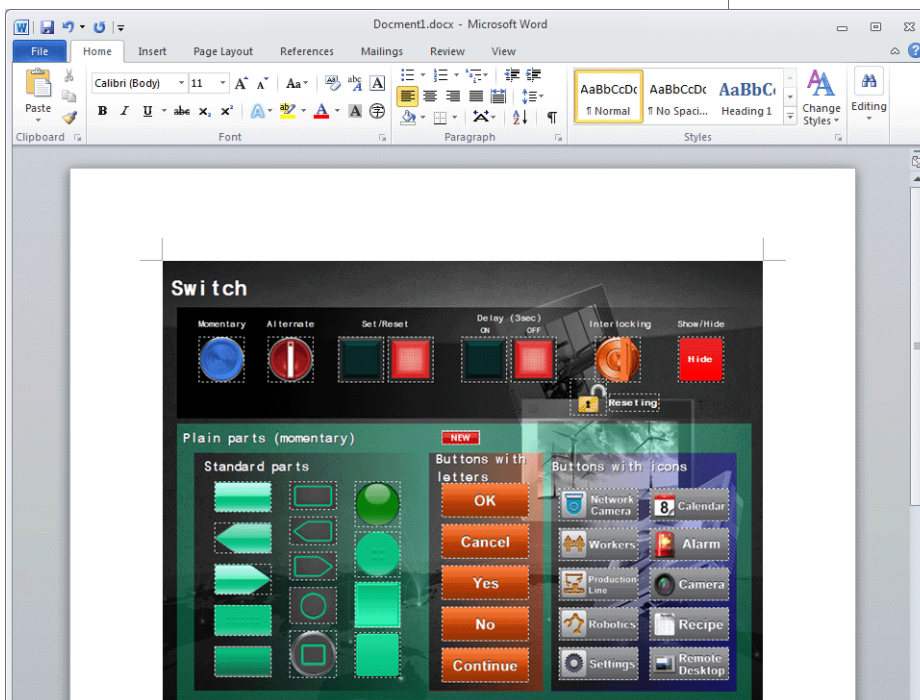 Docment1.docx - Microsoft Word
File Home Insert Page Layout References Mailings Review View
Calibri (Body) 11
Paste
Clipboard Font Paragraph Styles
AaBbCcDc AaBbCcDc AaBbC
¶ Normal ¶ No Spaci... Heading 1
Change Styles
Editing
Switch
Momentary Alternate Set/Reset Delay (3sec) Interlocking Show/Hide
ON OFF
Hide
Reseting
Plain parts (momentary) NEW
Standard parts
Buttons with
letters
Buttons with icons
OK
Cancel
Yes
No
Continue
Network
Camera
Calendar
Workers
Alarm
Production
Line
Camera
Robotics
Recipe
Settings
Remote
Desktop